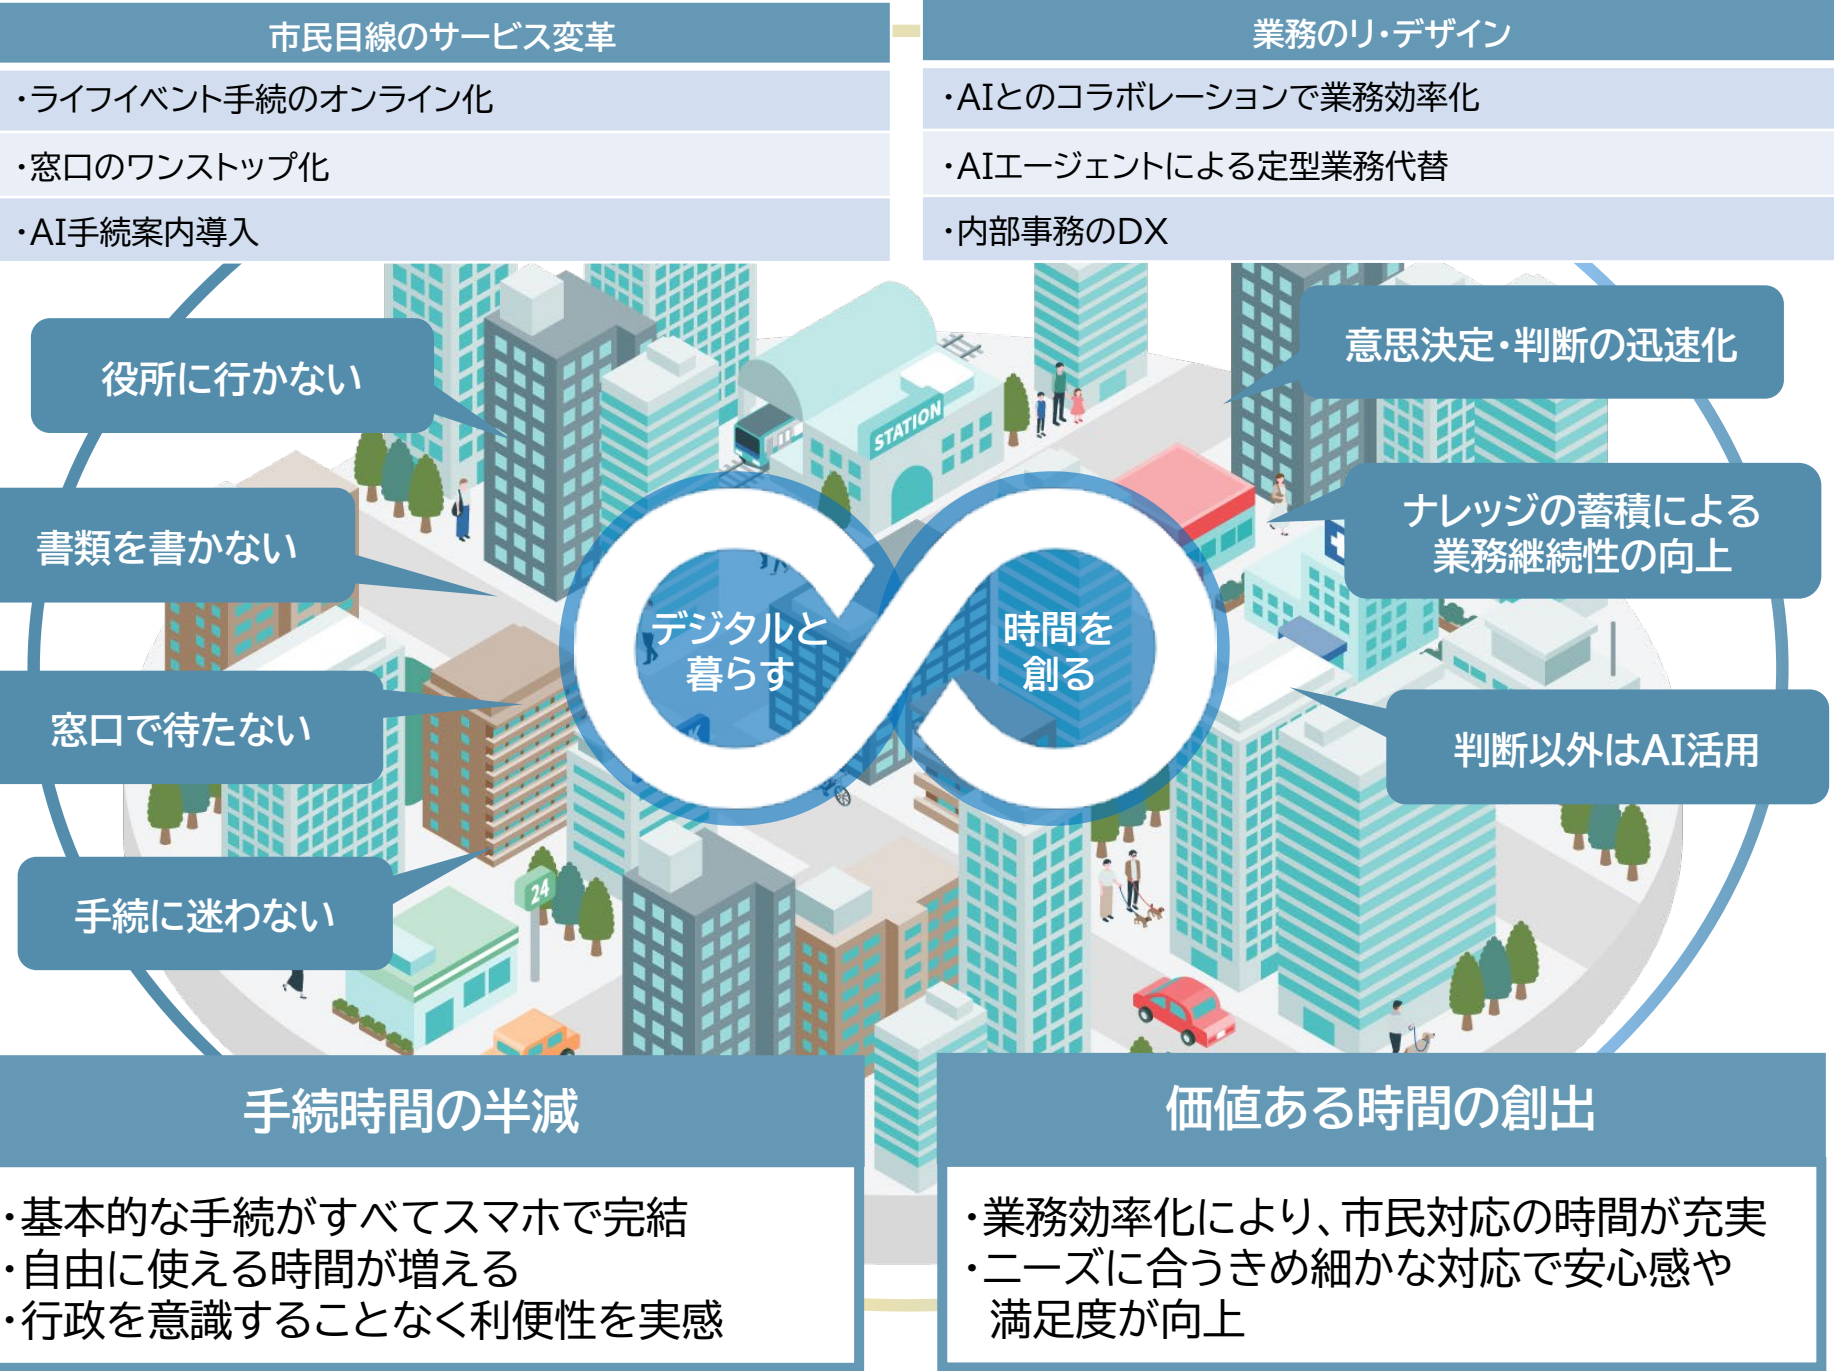 市民目線のサービス変革
・ライフイベント手続のオンライン化
・窓口のワンストップ化
・AI手続案内導入
業務のリ・デザイン
・AIとのコラボレーションで業務効率化
・AIエージェントによる定型業務代替
・内部事務のDX
役所に行かない
書類を書かない
窓口で待たない
手続に迷わない
STATION
24
デジタルと
暮らす
時間を
創る
意思決定・判断の迅速化
ナレッジの蓄積による
業務継続性の向上
判断以外はAI活用
手続時間の半減
・基本的な手続がすべてスマホで完結
・自由に使える時間が増える
・行政を意識することなく利便性を実感
価値ある時間の創出
・業務効率化により、市民対応の時間が充実
・ニーズに合うきめ細かな対応で安心感や
満足度が向上